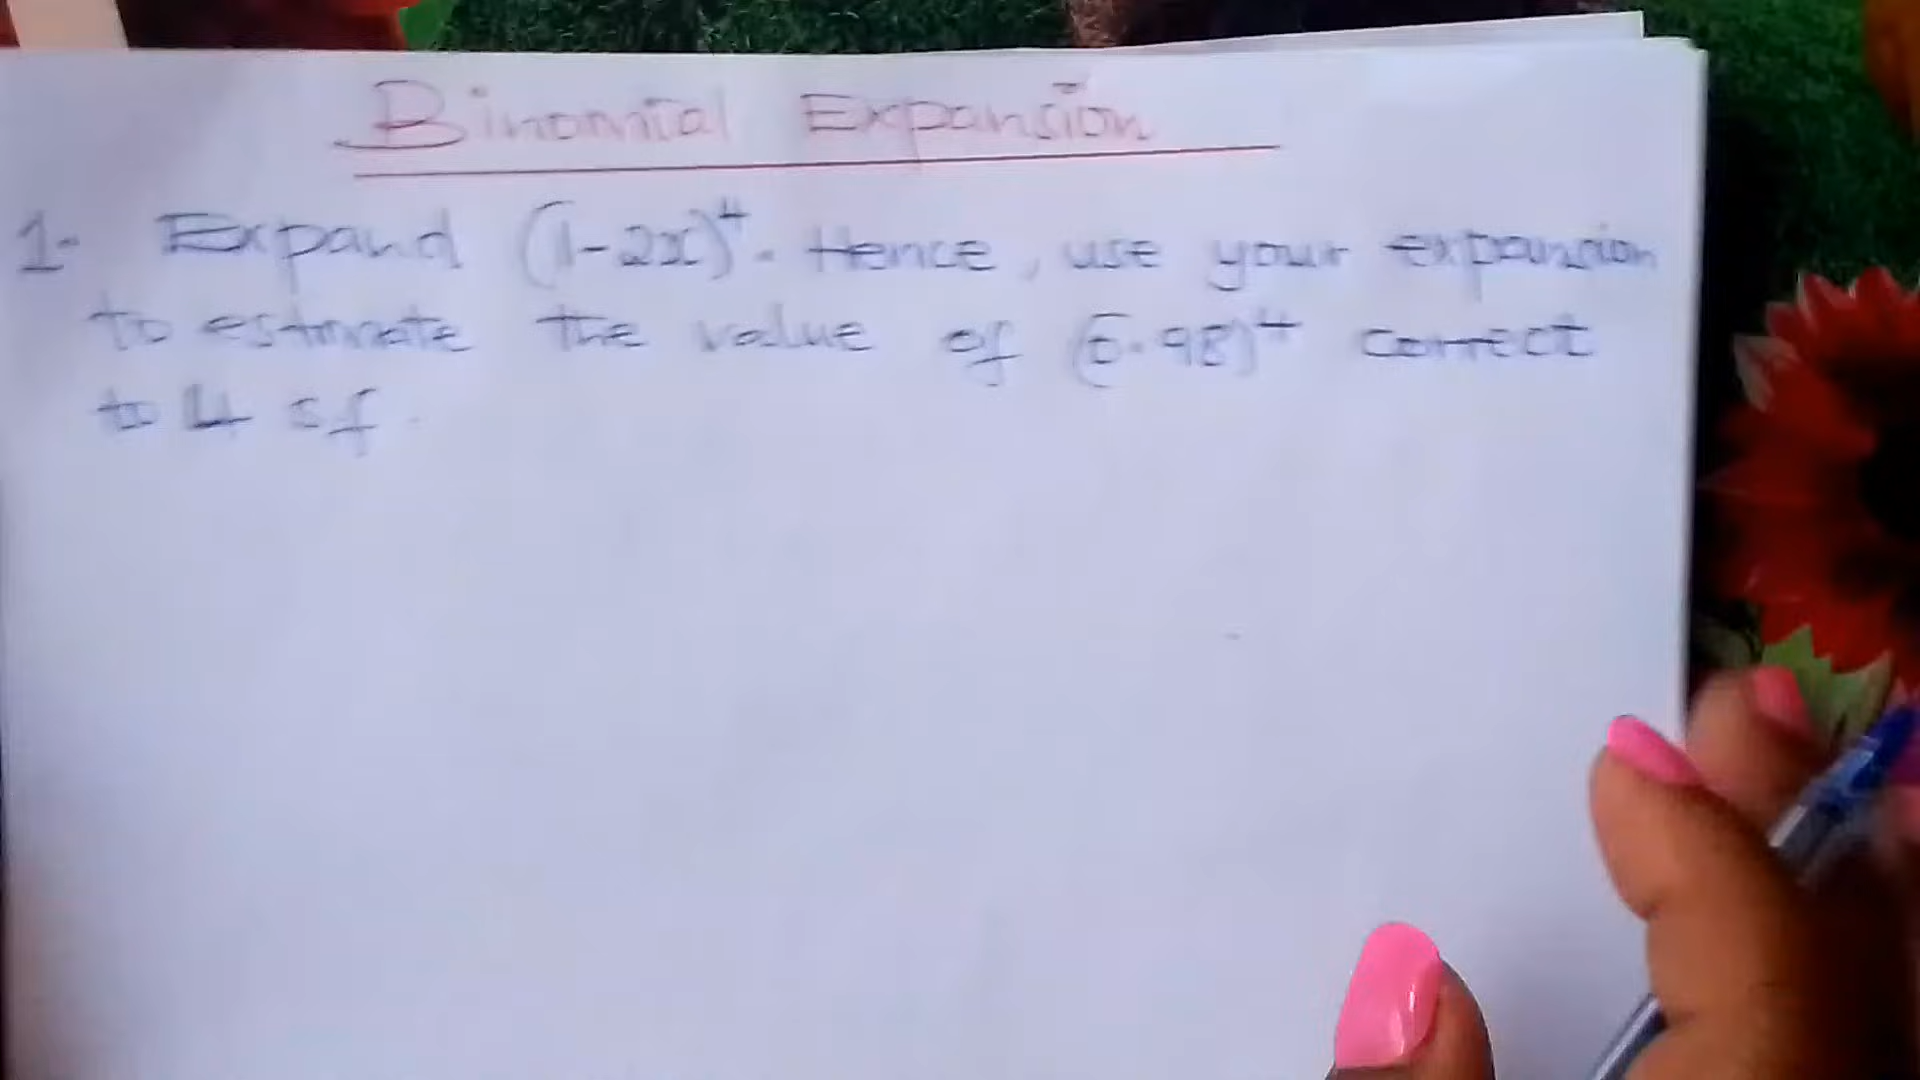 Binomial Expansion
1. Expand (1-2x)⁴. Hence, use your expansion
to estimate the value of (0.98)⁴ correct
to 4 sf.